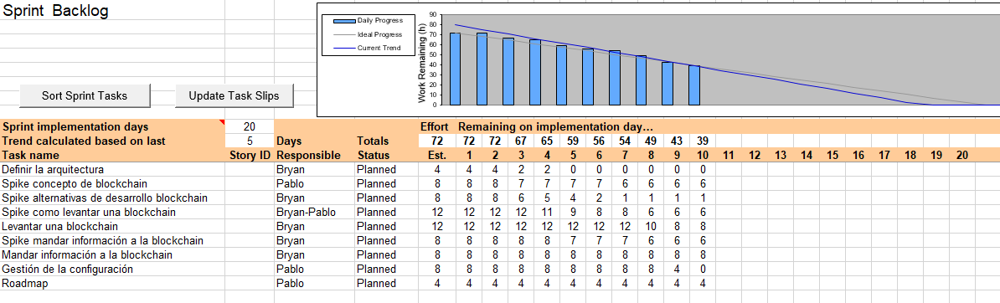 Sprint Backlog
Daily Progress
Ideal Progress
Current Trend
Work Remaining (h)
90
80
70
60
50
40
30
20
10
0
Sort Sprint Tasks
Update Task Slips
Sprint implementation days 20 Effort Remaining on implementation day...
Trend calculated based on last 5 Days Totals 72 72 72 67 65 59 56 54 49 43 39
Task name Story ID Responsible Status Est. 1 2 3 4 5 6 7 8 9 10 11 12 13 14 15 16 17 18 19 20
Definir la arquitectura Bryan Planned 4 4 4 2 2 0 0 0 0 0 0
Spike concepto de blockchain Pablo Planned 8 8 8 7 7 7 7 6 6 6 6
Spike alternativas de desarrollo blockchain Bryan Planned 8 8 8 6 5 4 2 1 1 1 1
Spike como levantar una blockchain Bryan-Pablo Planned 12 12 12 12 11 9 8 8 6 6 6
Levantar una blockchain Bryan Planned 12 12 12 12 12 12 12 12 10 8 8
Spike mandar información a la blockchain Bryan Planned 8 8 8 8 8 7 7 7 6 6 6
Mandar información a la blockchain Bryan Planned 8 8 8 8 8 8 8 8 8 8 8
Gestión de la configuración Pablo Planned 8 8 8 8 8 8 8 8 8 4 0
Roadmap Pablo Planned 4 4 4 4 4 4 4 4 4 4 4